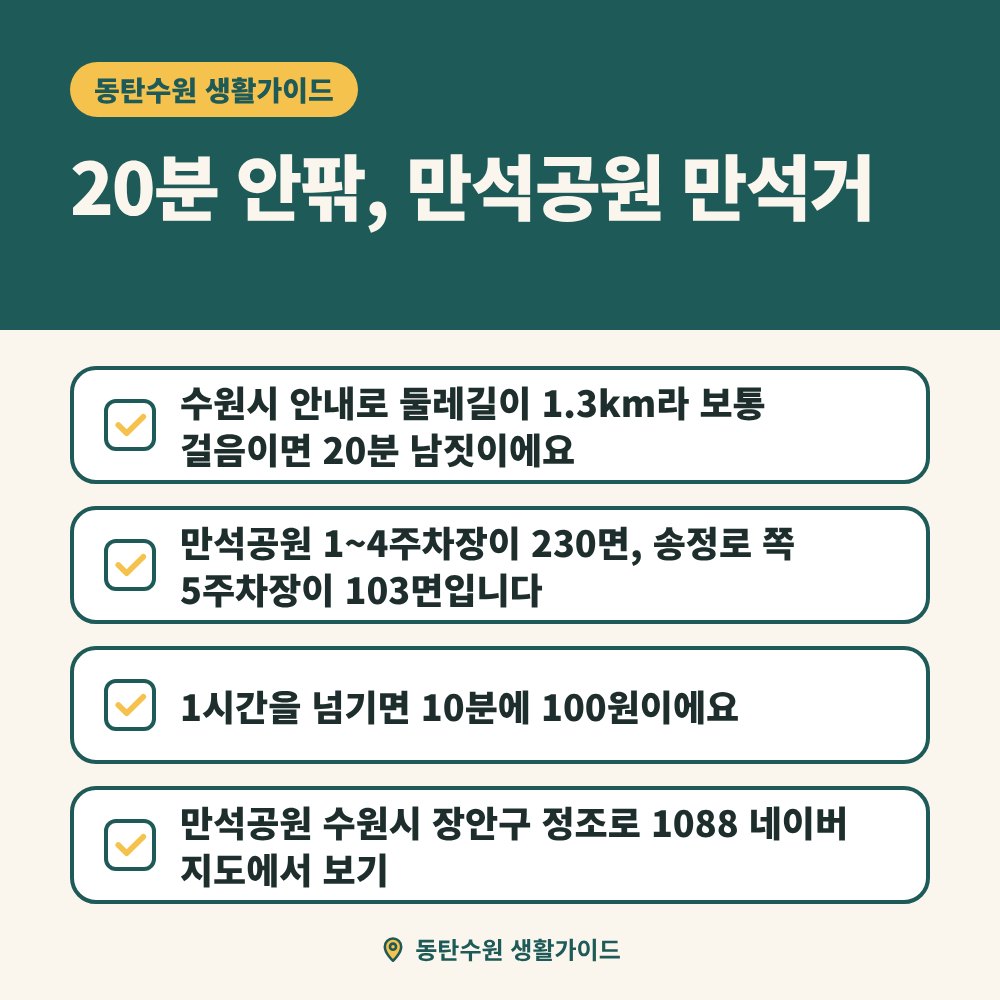 동탄수원 생활가이드
20분 안팎, 만석공원 만석거
수원시 안내로 둘레길이 1.3km라 보통
걸음이면 20분 남짓이에요
만석공원 1~4주차장이 230면, 송정로 쪽
5주차장이 103면입니다
1시간을 넘기면 10분에 100원이에요
만석공원 수원시 장안구 정조로 1088 네이버
지도에서 보기
동탄수원 생활가이드